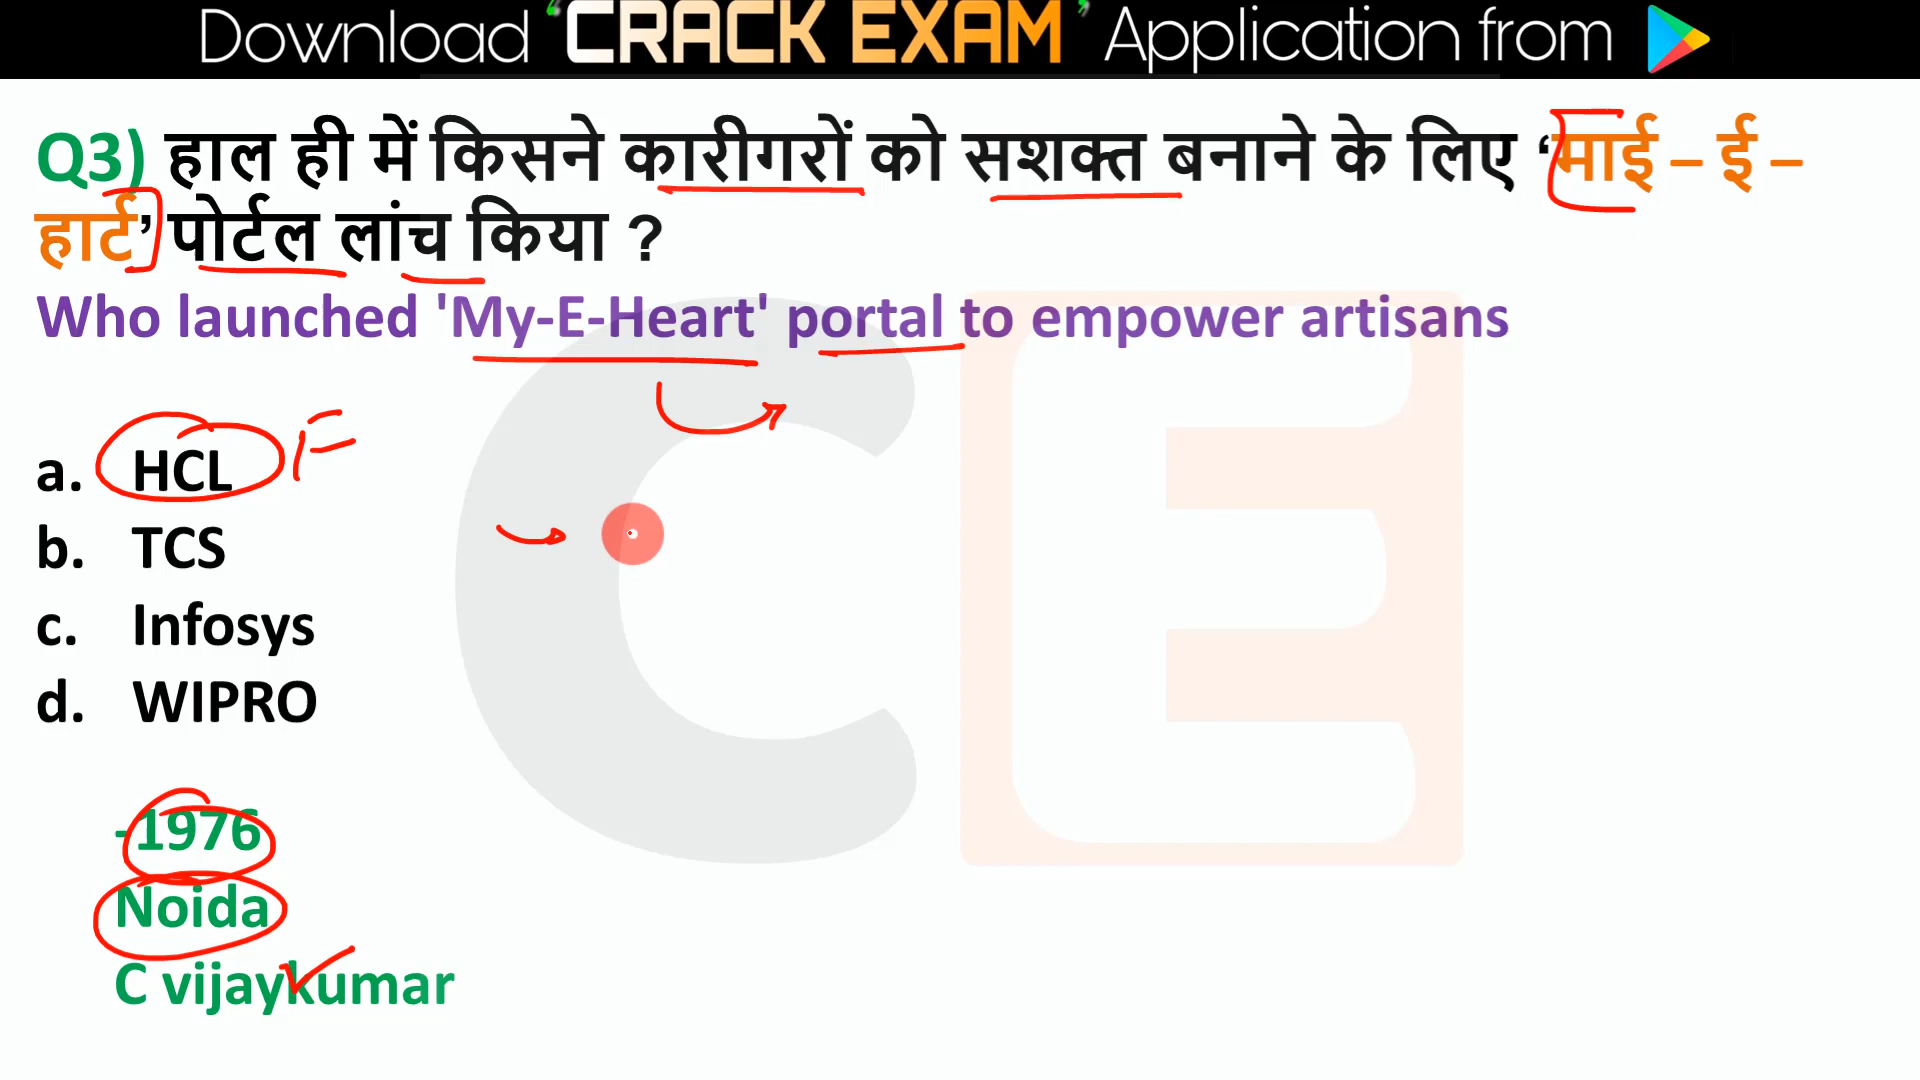 Download 'CRACK EXAM' Application from
Q3) हाल ही में किसने कारीगरों को सशक्त बनाने के लिए ‘माई – ई –
हार्ट’ पोर्टल लांच किया ?
Who launched 'My-E-Heart' portal to empower artisans
a. HCL
b. TCS
c. Infosys
d. WIPRO
-1976
Noida
C vijaykumar
CE